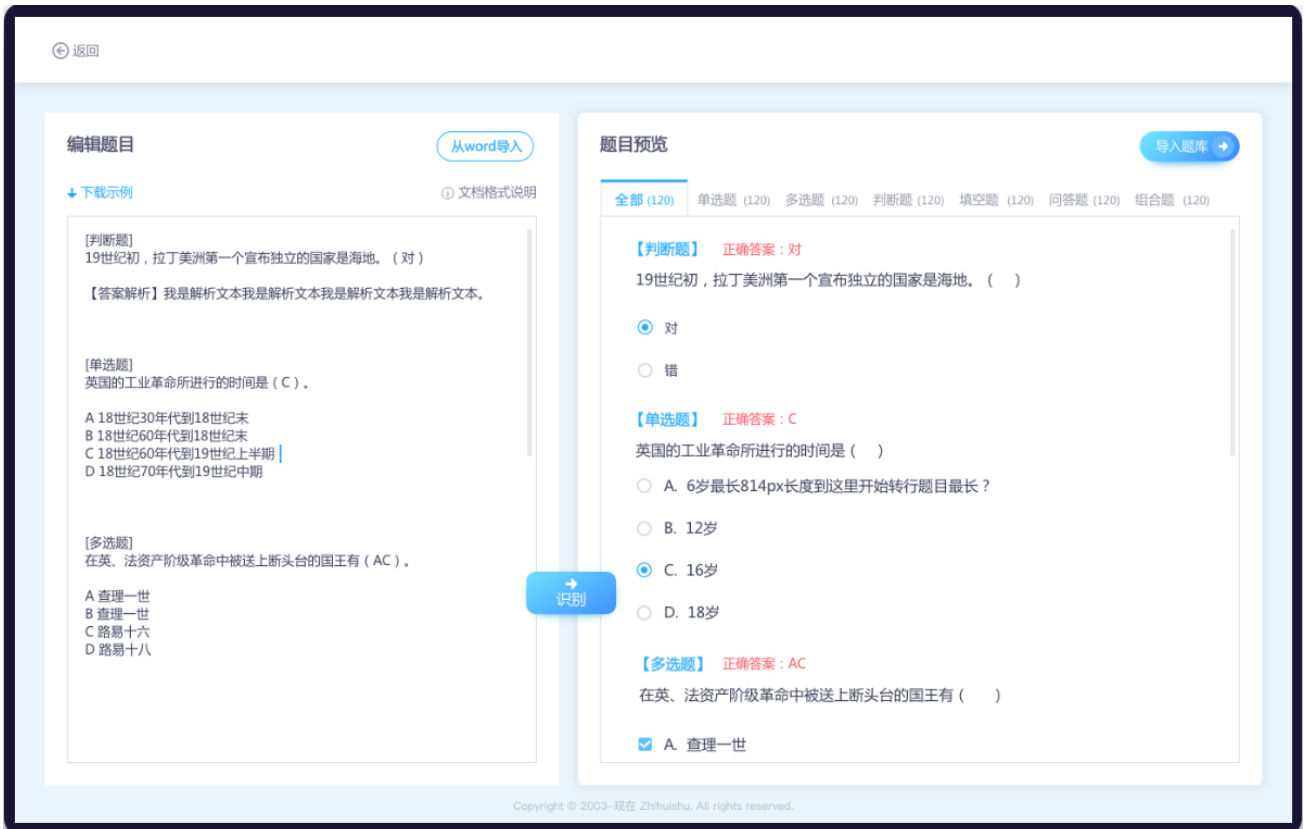 返回
编辑题目
从word导入
下载示例
文档格式说明
[判断题]
19世纪初，拉丁美洲第一个宣布独立的国家是海地。（对）
【答案解析】我是解析文本我是解析文本我是解析文本我是解析文本。
[单选题]
英国的工业革命所进行的时间是（C）。
A 18世纪30年代到18世纪末
B 18世纪60年代到18世纪末
C 18世纪60年代到19世纪上半期
D 18世纪70年代到19世纪中期
[多选题]
在英、法资产阶级革命中被送上断头台的国王有（AC）。
A 查理一世
B 查理一世
C 路易十六
D 路易十八
识别
题目预览
导入题库
全部 (120) 单选题 (120) 多选题 (120) 判断题 (120) 填空题 (120) 问答题 (120) 组合题 (120)
【判断题】 正确答案：对
19世纪初，拉丁美洲第一个宣布独立的国家是海地。（ ）
对
错
【单选题】 正确答案：C
英国的工业革命所进行的时间是（ ）
A. 6岁最长814px长度到这里开始转行题目最长？
B. 12岁
C. 16岁
D. 18岁
【多选题】 正确答案：AC
在英、法资产阶级革命中被送上断头台的国王有（ ）
A. 查理一世
Copyright © 2003-现在 Zhihuishu. All rights reserved.